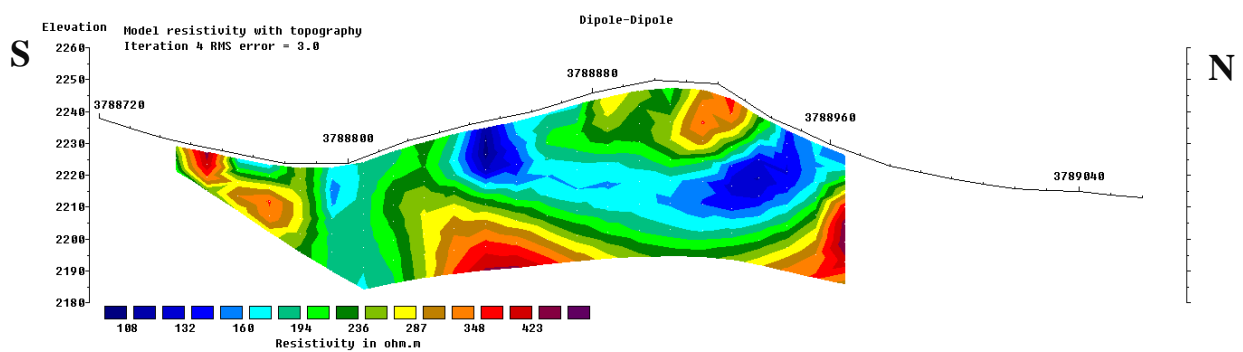 Dipole-Dipole
Elevation
Model resistivity with topography
Iteration 4 RMS error = 3.0
S
N
2260
2250
2240
2230
2220
2210
2200
2190
2180
3788720
3788800
3788880
3788960
3789040
108 132 160 194 236 287 348 423
Resistivity in ohm.m